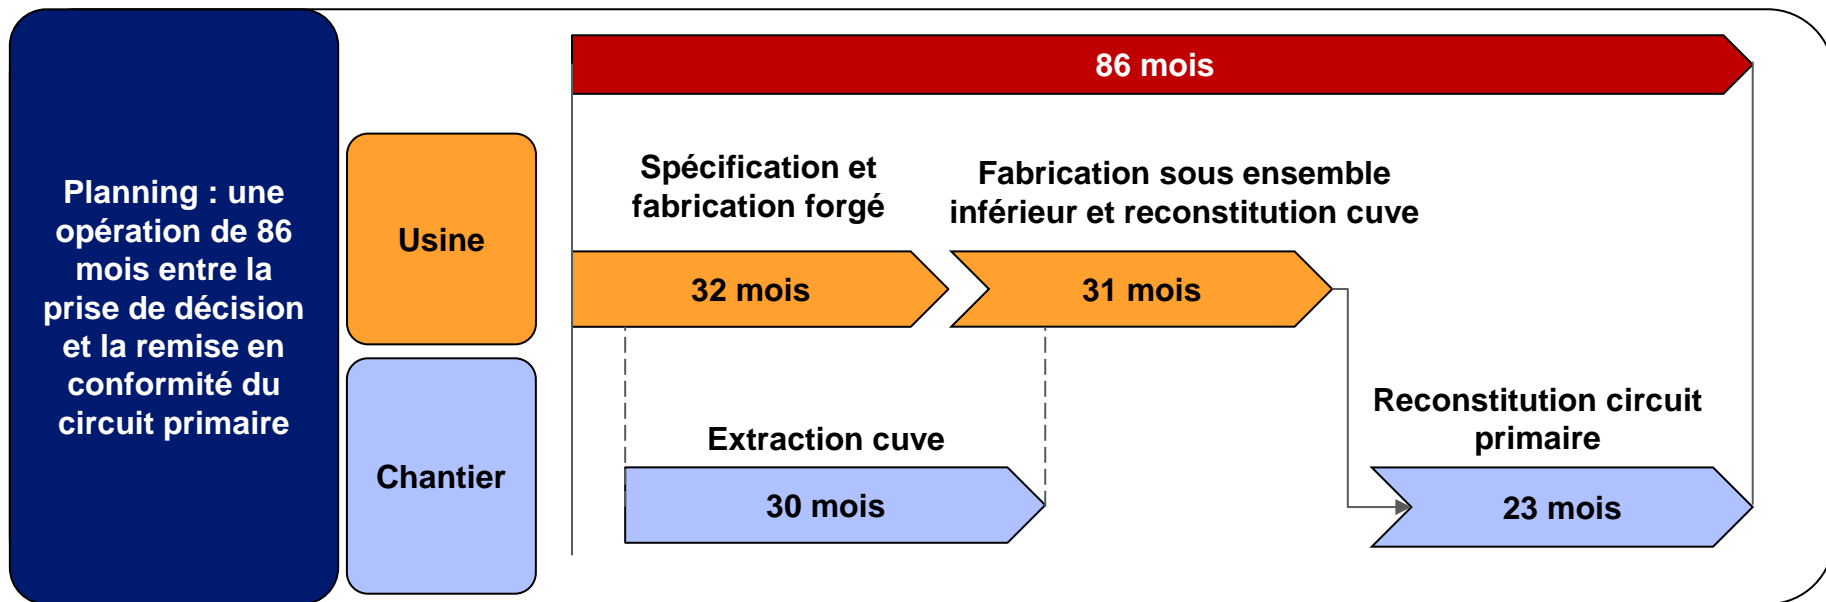 Planning : une
opération de 86
mois entre la
prise de décision
et la remise en
conformité du
circuit primaire
86 mois
Usine
Spécification et
fabrication forgé
32 mois
Fabrication sous ensemble
inférieur et reconstitution cuve
31 mois
Chantier
Extraction cuve
30 mois
Reconstitution circuit
primaire
23 mois